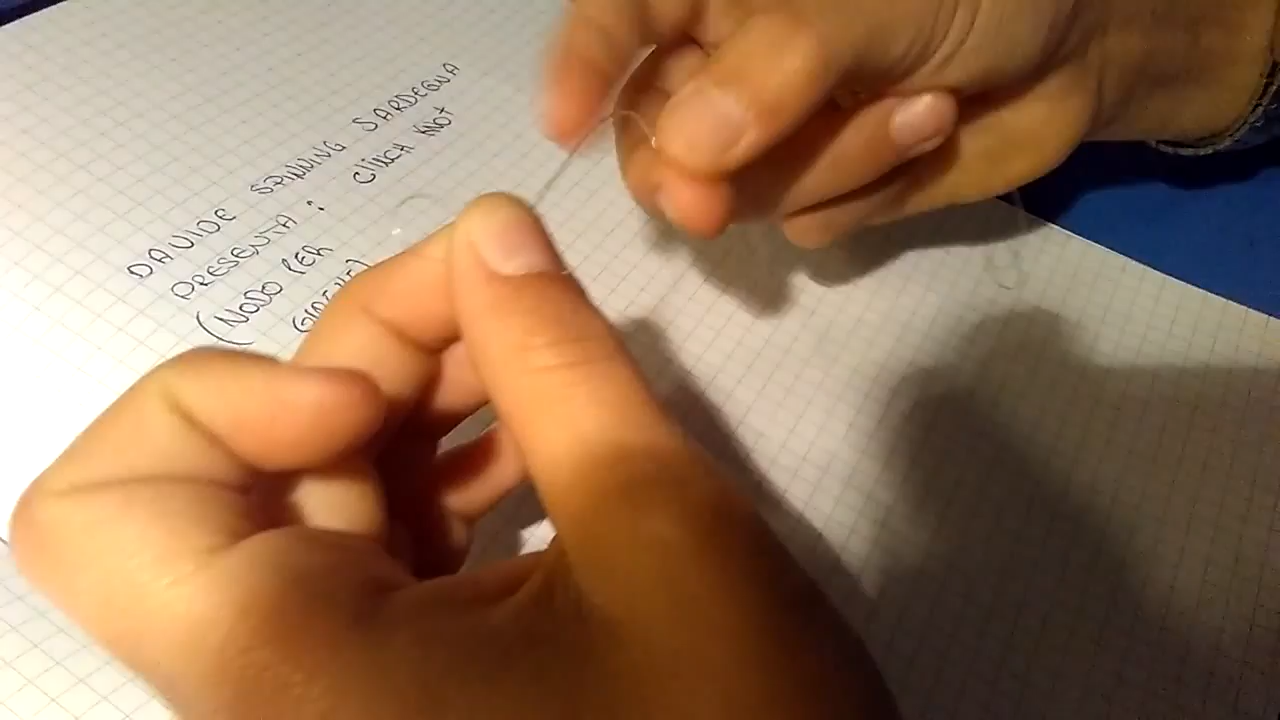 DAVIDE SPINNING SARDEGNA
PRESENTA: CLINCH KNOT
(NODO PER